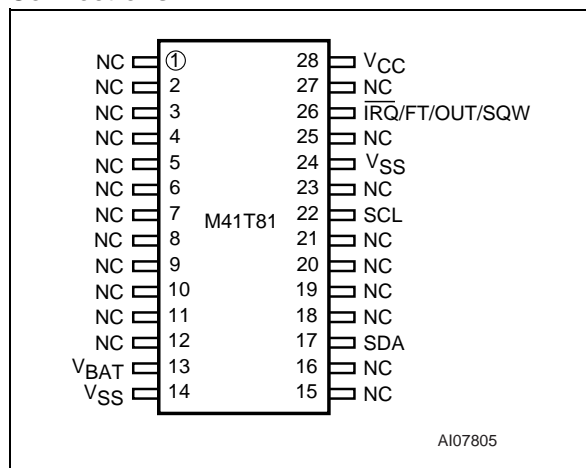 NC 1 28 VCC
NC 2 27 NC
NC 3 26 I̅R̅Q̅/FT/OUT/SQW
NC 4 25 NC
NC 5 24 VSS
NC 6 23 NC
NC 7 M41T81 22 SCL
NC 8 21 NC
NC 9 20 NC
NC 10 19 NC
NC 11 18 NC
NC 12 17 SDA
VBAT 13 16 NC
VSS 14 15 NC
AI07805